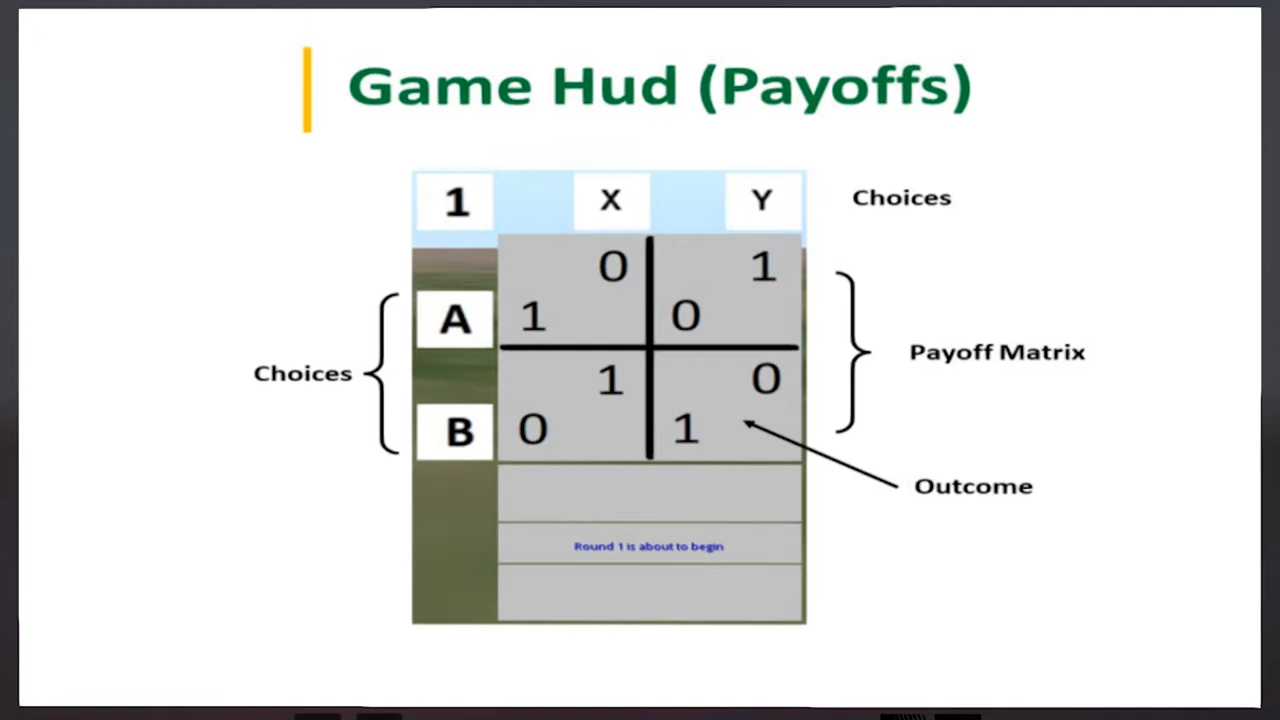 Game Hud (Payoffs)
1 X Y Choices
0 1
A 1 0
Choices Payoff Matrix
1 0
B 0 1
Outcome
Round 1 is about to begin